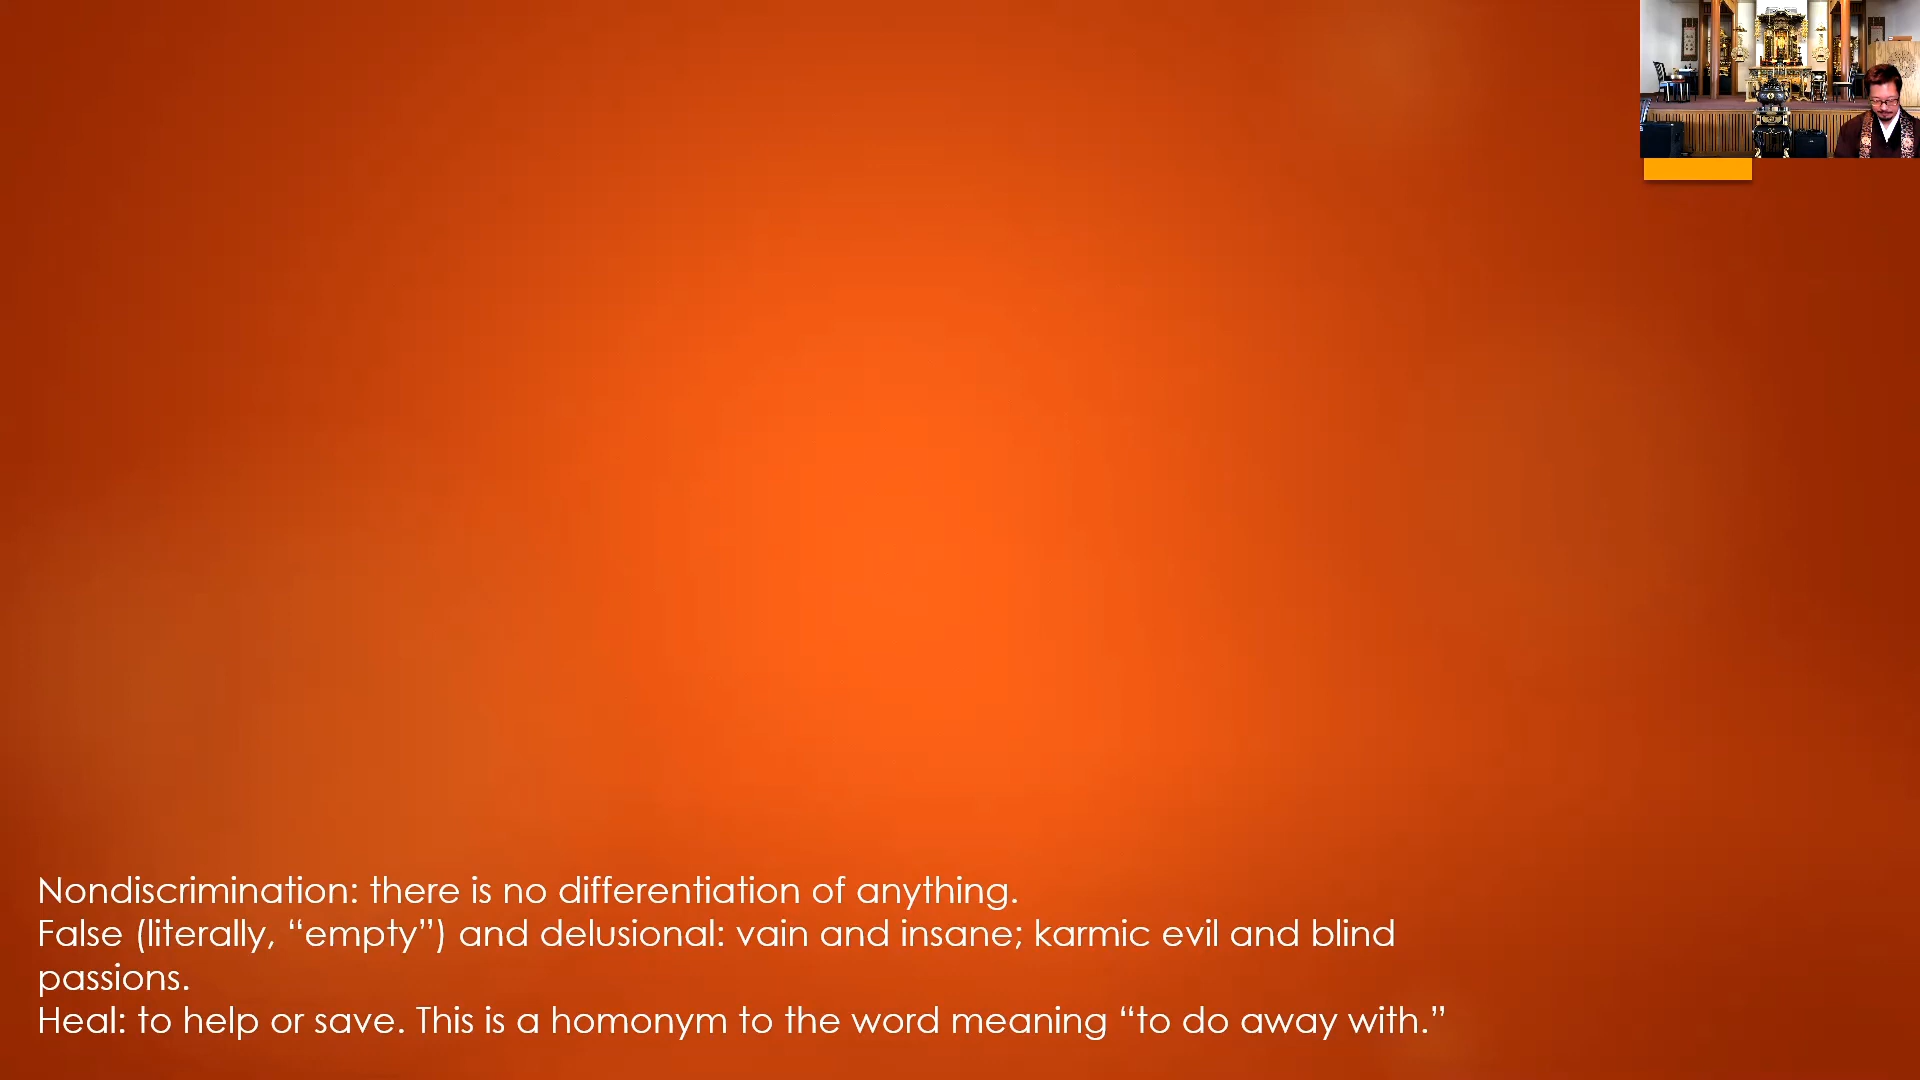 Nondiscrimination: there is no differentiation of anything.
False (literally, “empty”) and delusional: vain and insane; karmic evil and blind
passions.
Heal: to help or save. This is a homonym to the word meaning “to do away with.”